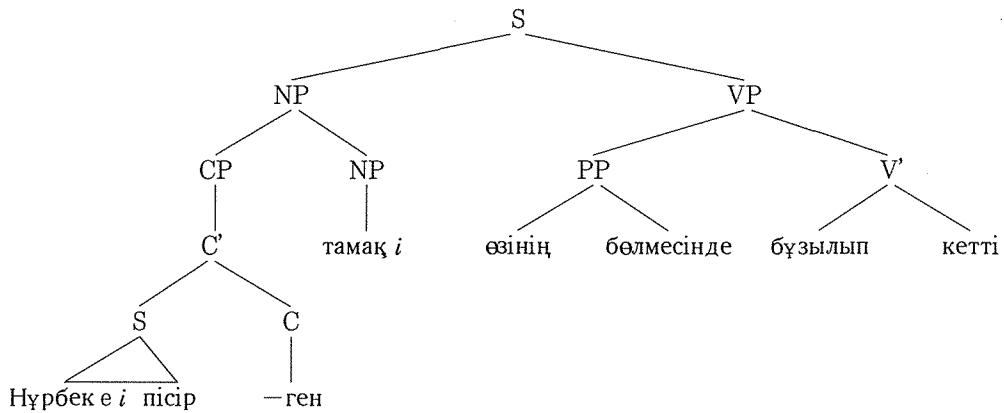 S
NP VP
CP NP PP V'
C' тамақ i өзінің бөлмесінде бұзылып кетті
S C
Нұрбек e i пісір –ген